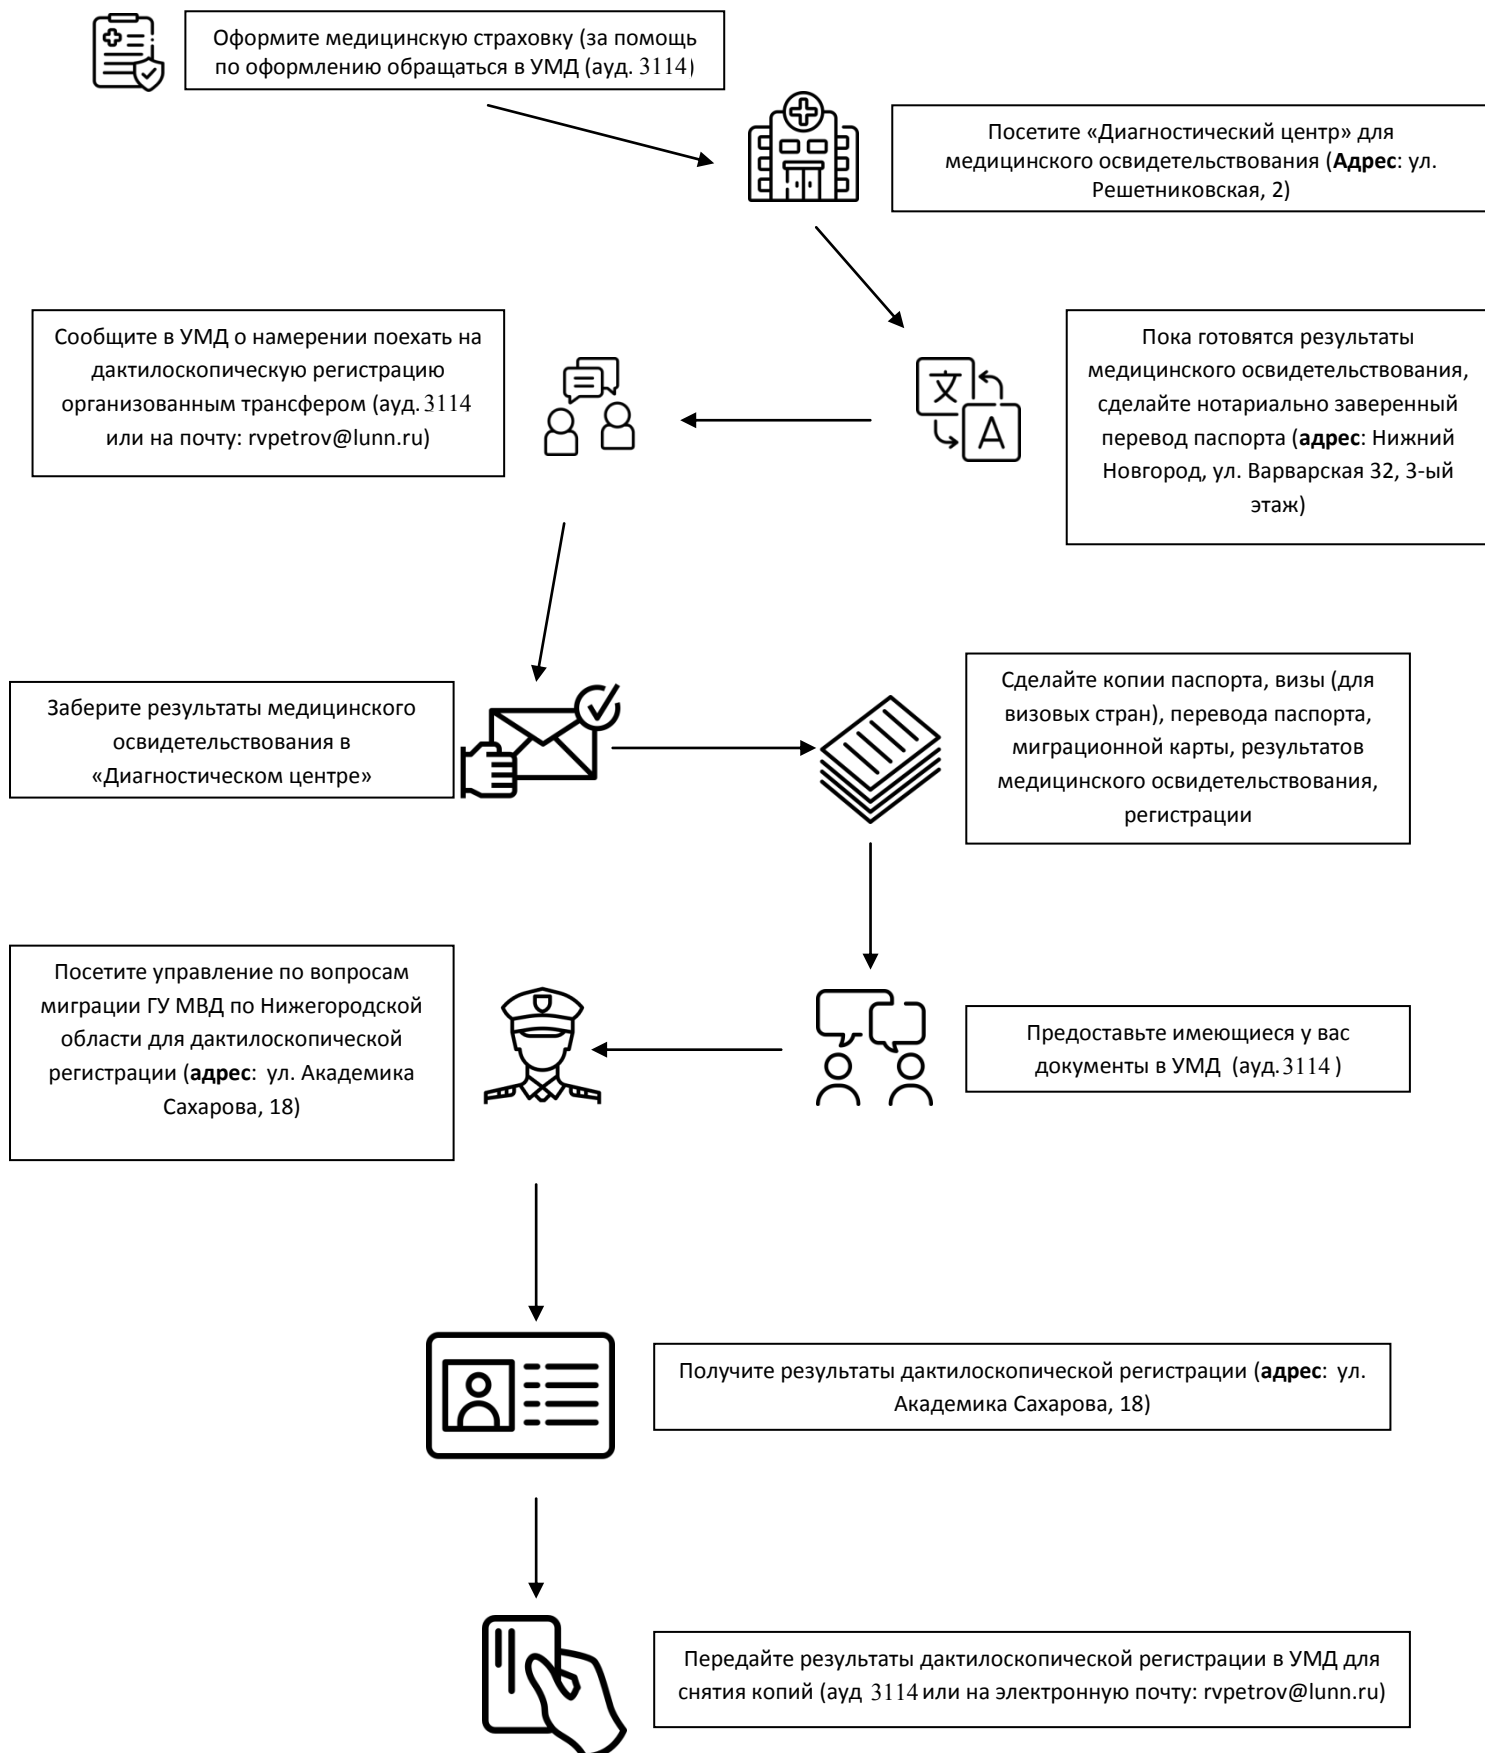 Оформите медицинскую страховку (за помощь
по оформлению обращаться в УМД (ауд. 3114)
Посетите «Диагностический центр» для
медицинского освидетельствования (Адрес: ул.
Решетниковская, 2)
Пока готовятся результаты
медицинского освидетельствования,
сделайте нотариально заверенный
перевод паспорта (адрес: Нижний
Новгород, ул. Варварская 32, 3-ый
этаж)
文
A
Сообщите в УМД о намерении поехать на
дактилоскопическую регистрацию
организованным трансфером (ауд. 3114
или на почту: rvpetrov@lunn.ru)
Заберите результаты медицинского
освидетельствования в
«Диагностическом центре»
Сделайте копии паспорта, визы (для
визовых стран), перевода паспорта,
миграционной карты, результатов
медицинского освидетельствования,
регистрации
Предоставьте имеющиеся у вас
документы в УМД (ауд. 3114 )
Посетите управление по вопросам
миграции ГУ МВД по Нижегородской
области для дактилоскопической
регистрации (адрес: ул. Академика
Сахарова, 18)
Получите результаты дактилоскопической регистрации (адрес: ул.
Академика Сахарова, 18)
Передайте результаты дактилоскопической регистрации в УМД для
снятия копий (ауд 3114 или на электронную почту: rvpetrov@lunn.ru)